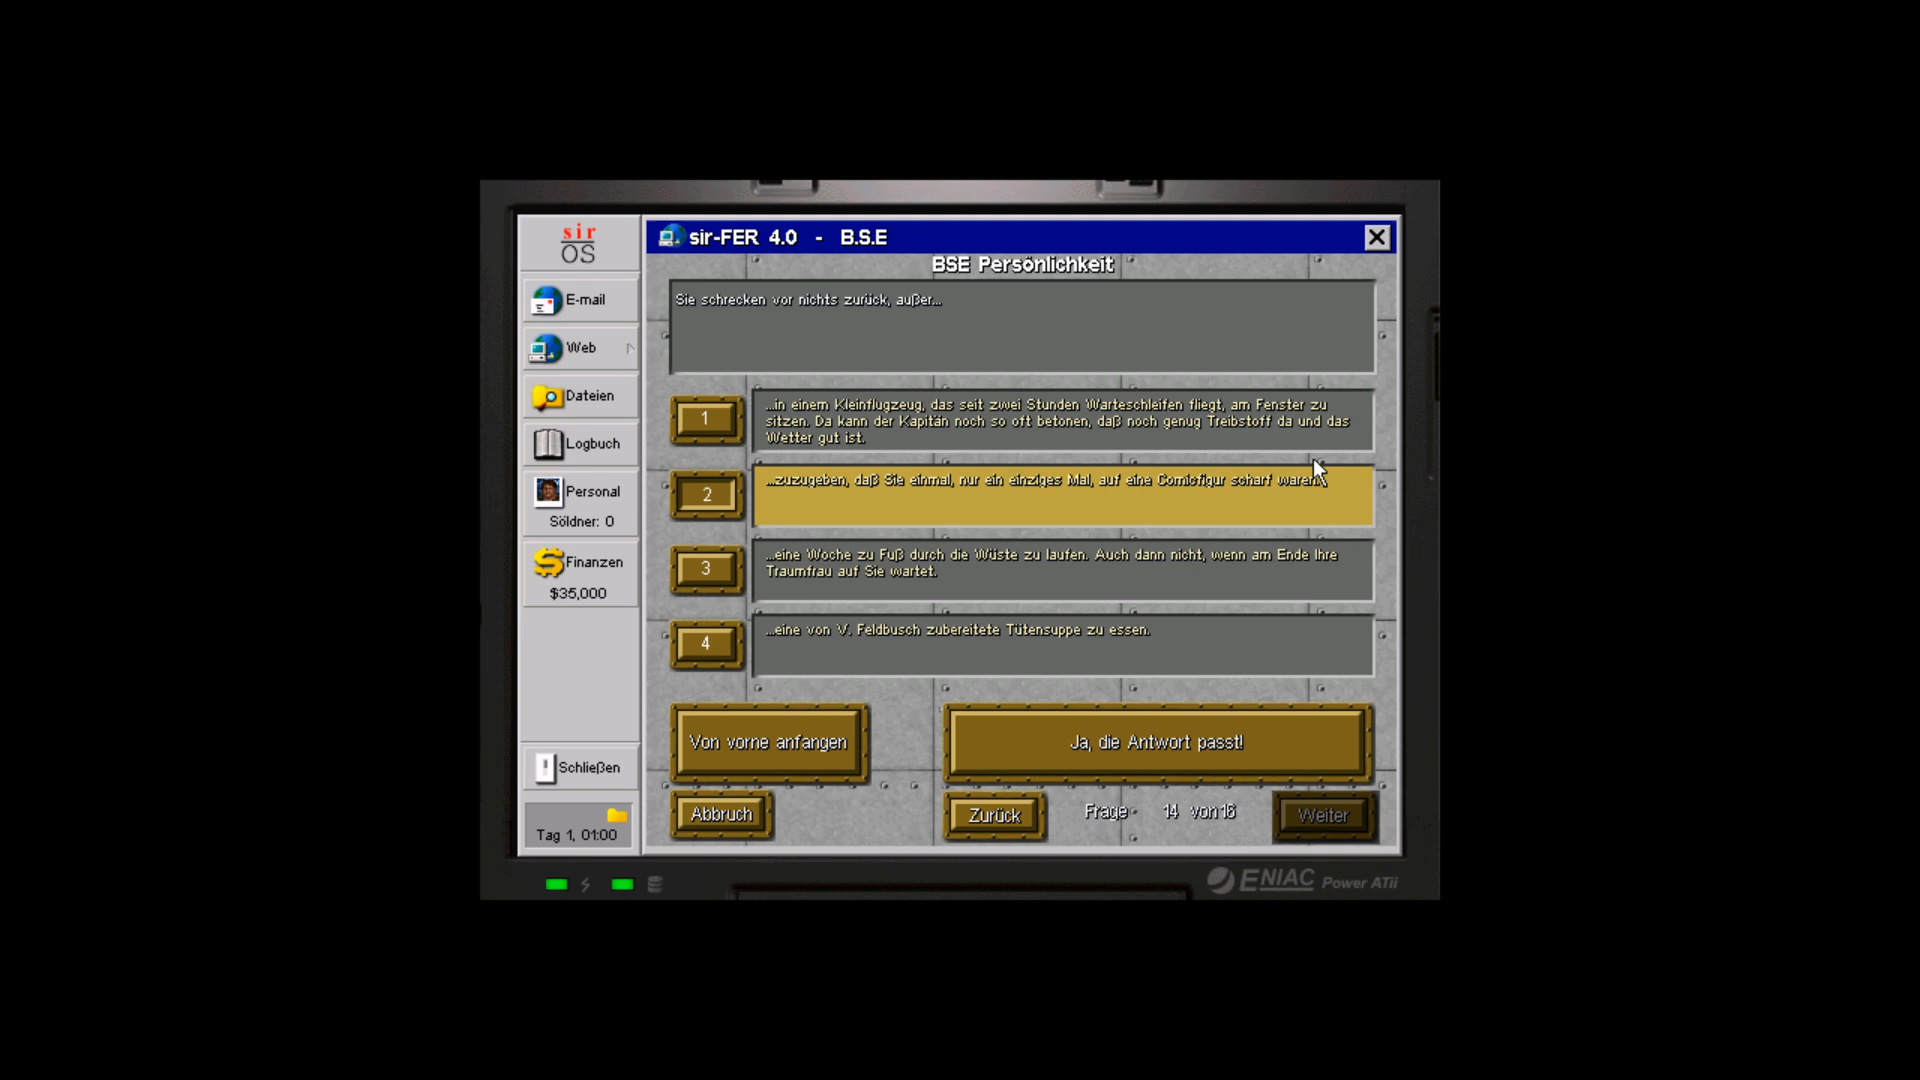 sir-FER 4.0 - B.S.E
sir
OS
BSE Persönlichkeit
E-mail
Sie schrecken vor nichts zurück, außer...
Web
Dateien
Logbuch
Personal
Söldner: 0
Finanzen
$35,000
1
...in einem Kleinflugzeug, das seit zwei Stunden Warteschleifen fliegt, am Fenster zu
sitzen. Da kann der Kapitän noch so oft betonen, daß noch genug Treibstoff da und das
Wetter gut ist.
2
...zuzugeben, daß Sie einmal, nur ein einziges Mal, auf eine Comicfigur scharf waren.
3
...eine Woche zu Fuß durch die Wüste zu laufen. Auch dann nicht, wenn am Ende Ihre
Traumfrau auf Sie wartet.
4
...eine von V. Feldbusch zubereitete Tütensuppe zu essen.
Von vorne anfangen
Ja, die Antwort passt!
Schließen
Abbruch
Zurück
Frage 14 von 16
Weiter
Tag 1, 01:00
ENIAC Power ATii